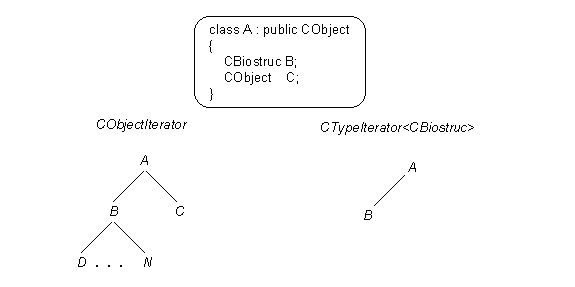 class A : public CObject
{
CBiostruc B;
CObject C;
}
CObjectIterator
CTypeIterator<CBiostruc>
A
B C
D . . . N
A
B